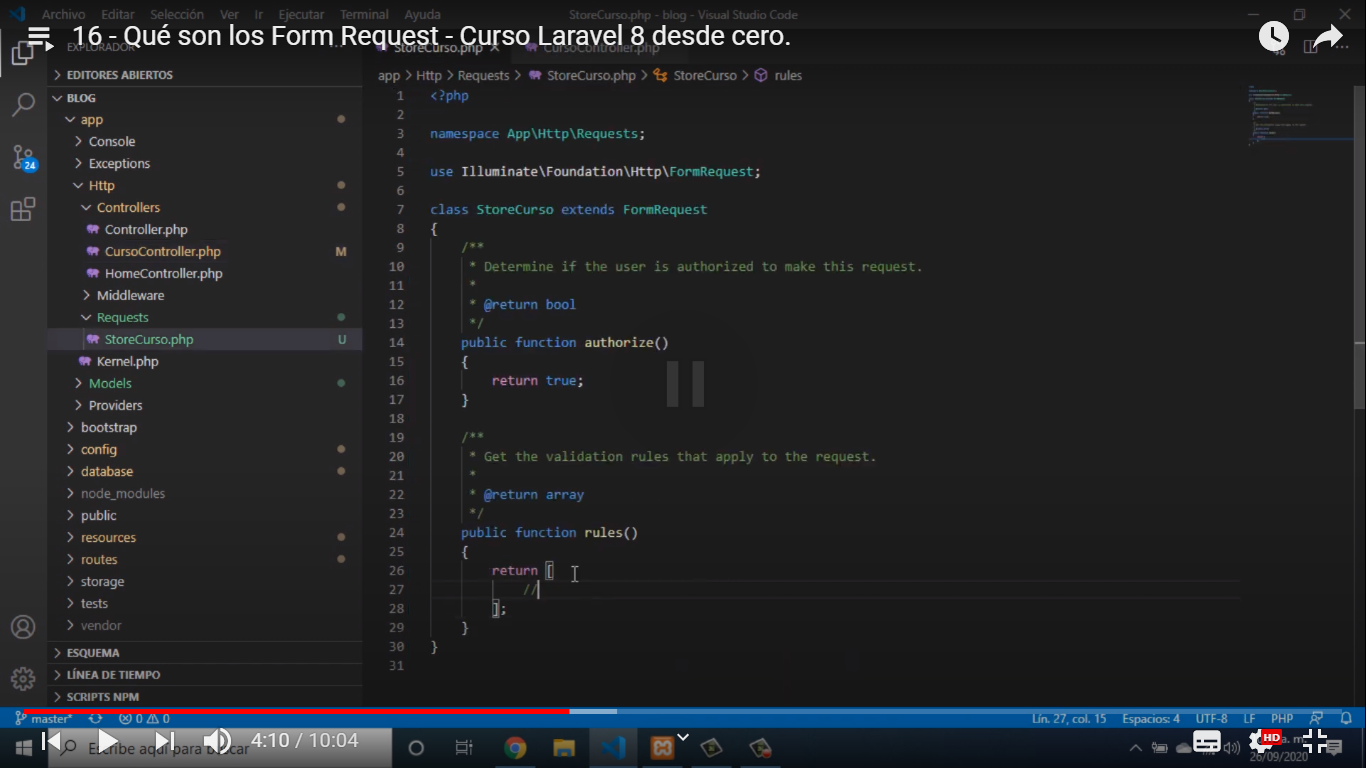 Archivo Editar Selección Ver Ir Ejecutar Terminal Ayuda StoreCurso.php - blog - Visual Studio Code
16 - Qué son los Form Request - Curso Laravel 8 desde cero.
EXPLORADOR
StoreCurso.php CursoController.php
EDITORES ABIERTOS
BLOG
app
Console
Exceptions
Http
Controllers
Controller.php
CursoController.php M
HomeController.php
Middleware
Requests
StoreCurso.php U
Kernel.php
Models
Providers
bootstrap
config
database
node_modules
public
resources
routes
storage
tests
vendor
ESQUEMA
LÍNEA DE TIEMPO
SCRIPTS NPM
24
app > Http > Requests > StoreCurso.php > StoreCurso > rules
1 <?php
2
3 namespace App\Http\Requests;
4
5 use Illuminate\Foundation\Http\FormRequest;
6
7 class StoreCurso extends FormRequest
8 {
9 /**
10 * Determine if the user is authorized to make this request.
11 *
12 * @return bool
13 */
14 public function authorize()
15 {
16 return true;
17 }
18
19 /**
20 * Get the validation rules that apply to the request.
21 *
22 * @return array
23 */
24 public function rules()
25 {
26 return [
27 //
28 ];
29 }
30 }
31
master* 0 0 Lín. 27, col. 15 Espacios: 4 UTF-8 LF PHP
4:10 / 10:04
Escribe aquí para buscar
HD
a. m.
26/09/2020